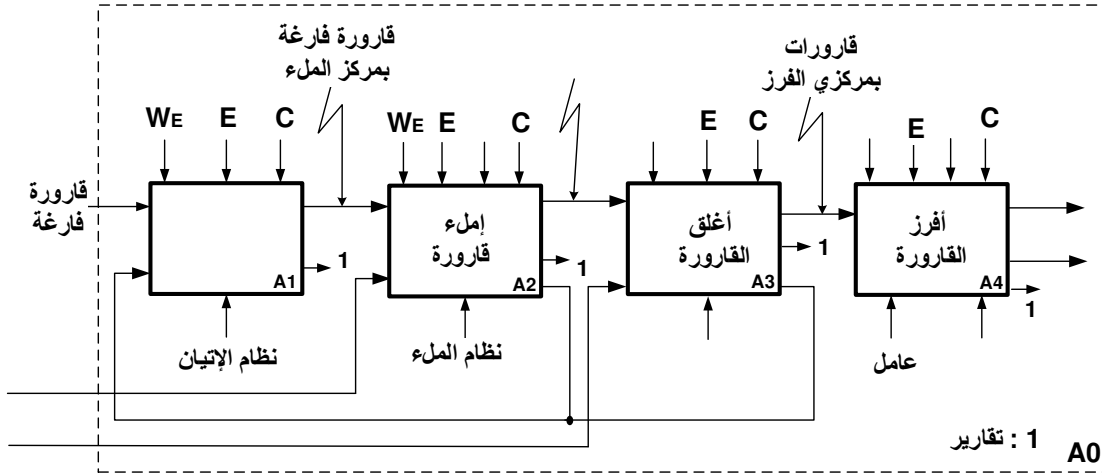 قارورة فارغة
بمركز الملء
قارورات
بمركزي الفرز
WE E C
WE E C
E C
E C
قارورة
فارغة
إملء
قارورة
أغلق
القارورة
أفرز
القارورة
1
1
1
1
A1
A2
A3
A4
نظام الإتيان
نظام الملء
عامل
1 : تقارير
A0